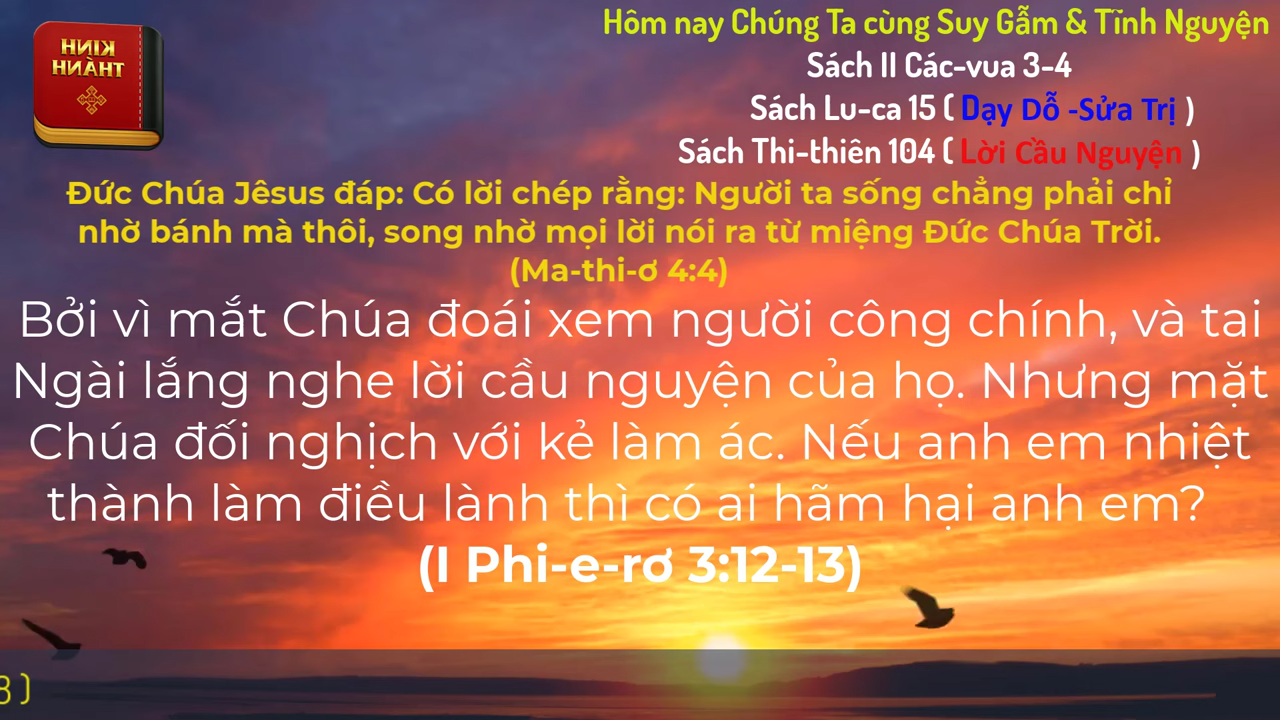 Hôm nay Chúng Ta cùng Suy Gẫm & Tĩnh Nguyện
Sách II Các-vua 3-4
Sách Lu-ca 15 ( Dạy Dỗ -Sửa Trị )
Sách Thi-thiên 104 ( Lời Cầu Nguyện )
KINH
THÁNH
Đức Chúa Jêsus đáp: Có lời chép rằng: Người ta sống chẳng phải chỉ
nhờ bánh mà thôi, song nhờ mọi lời nói ra từ miệng Đức Chúa Trời.
(Ma-thi-ơ 4:4)
Bởi vì mắt Chúa đoái xem người công chính, và tai
Ngài lắng nghe lời cầu nguyện của họ. Nhưng mặt
Chúa đối nghịch với kẻ làm ác. Nếu anh em nhiệt
thành làm điều lành thì có ai hãm hại anh em?
(I Phi-e-rơ 3:12-13)
8 )